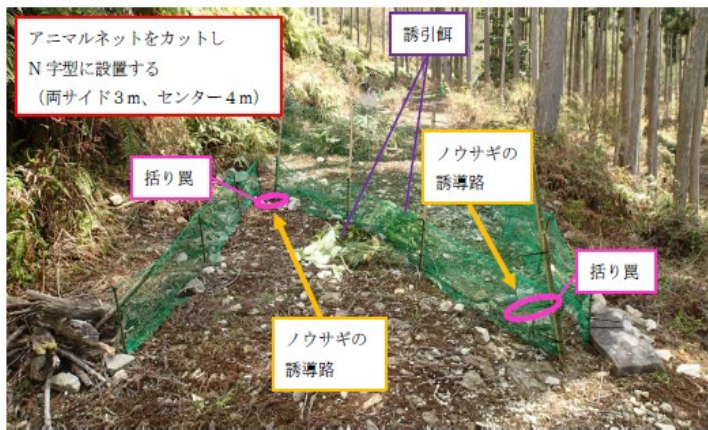 アニマルネットをカットし
N字型に設置する
(両サイド3m、センター4m)
誘引餌
ノウサギの
誘導路
括り罠
括り罠
ノウサギの
誘導路